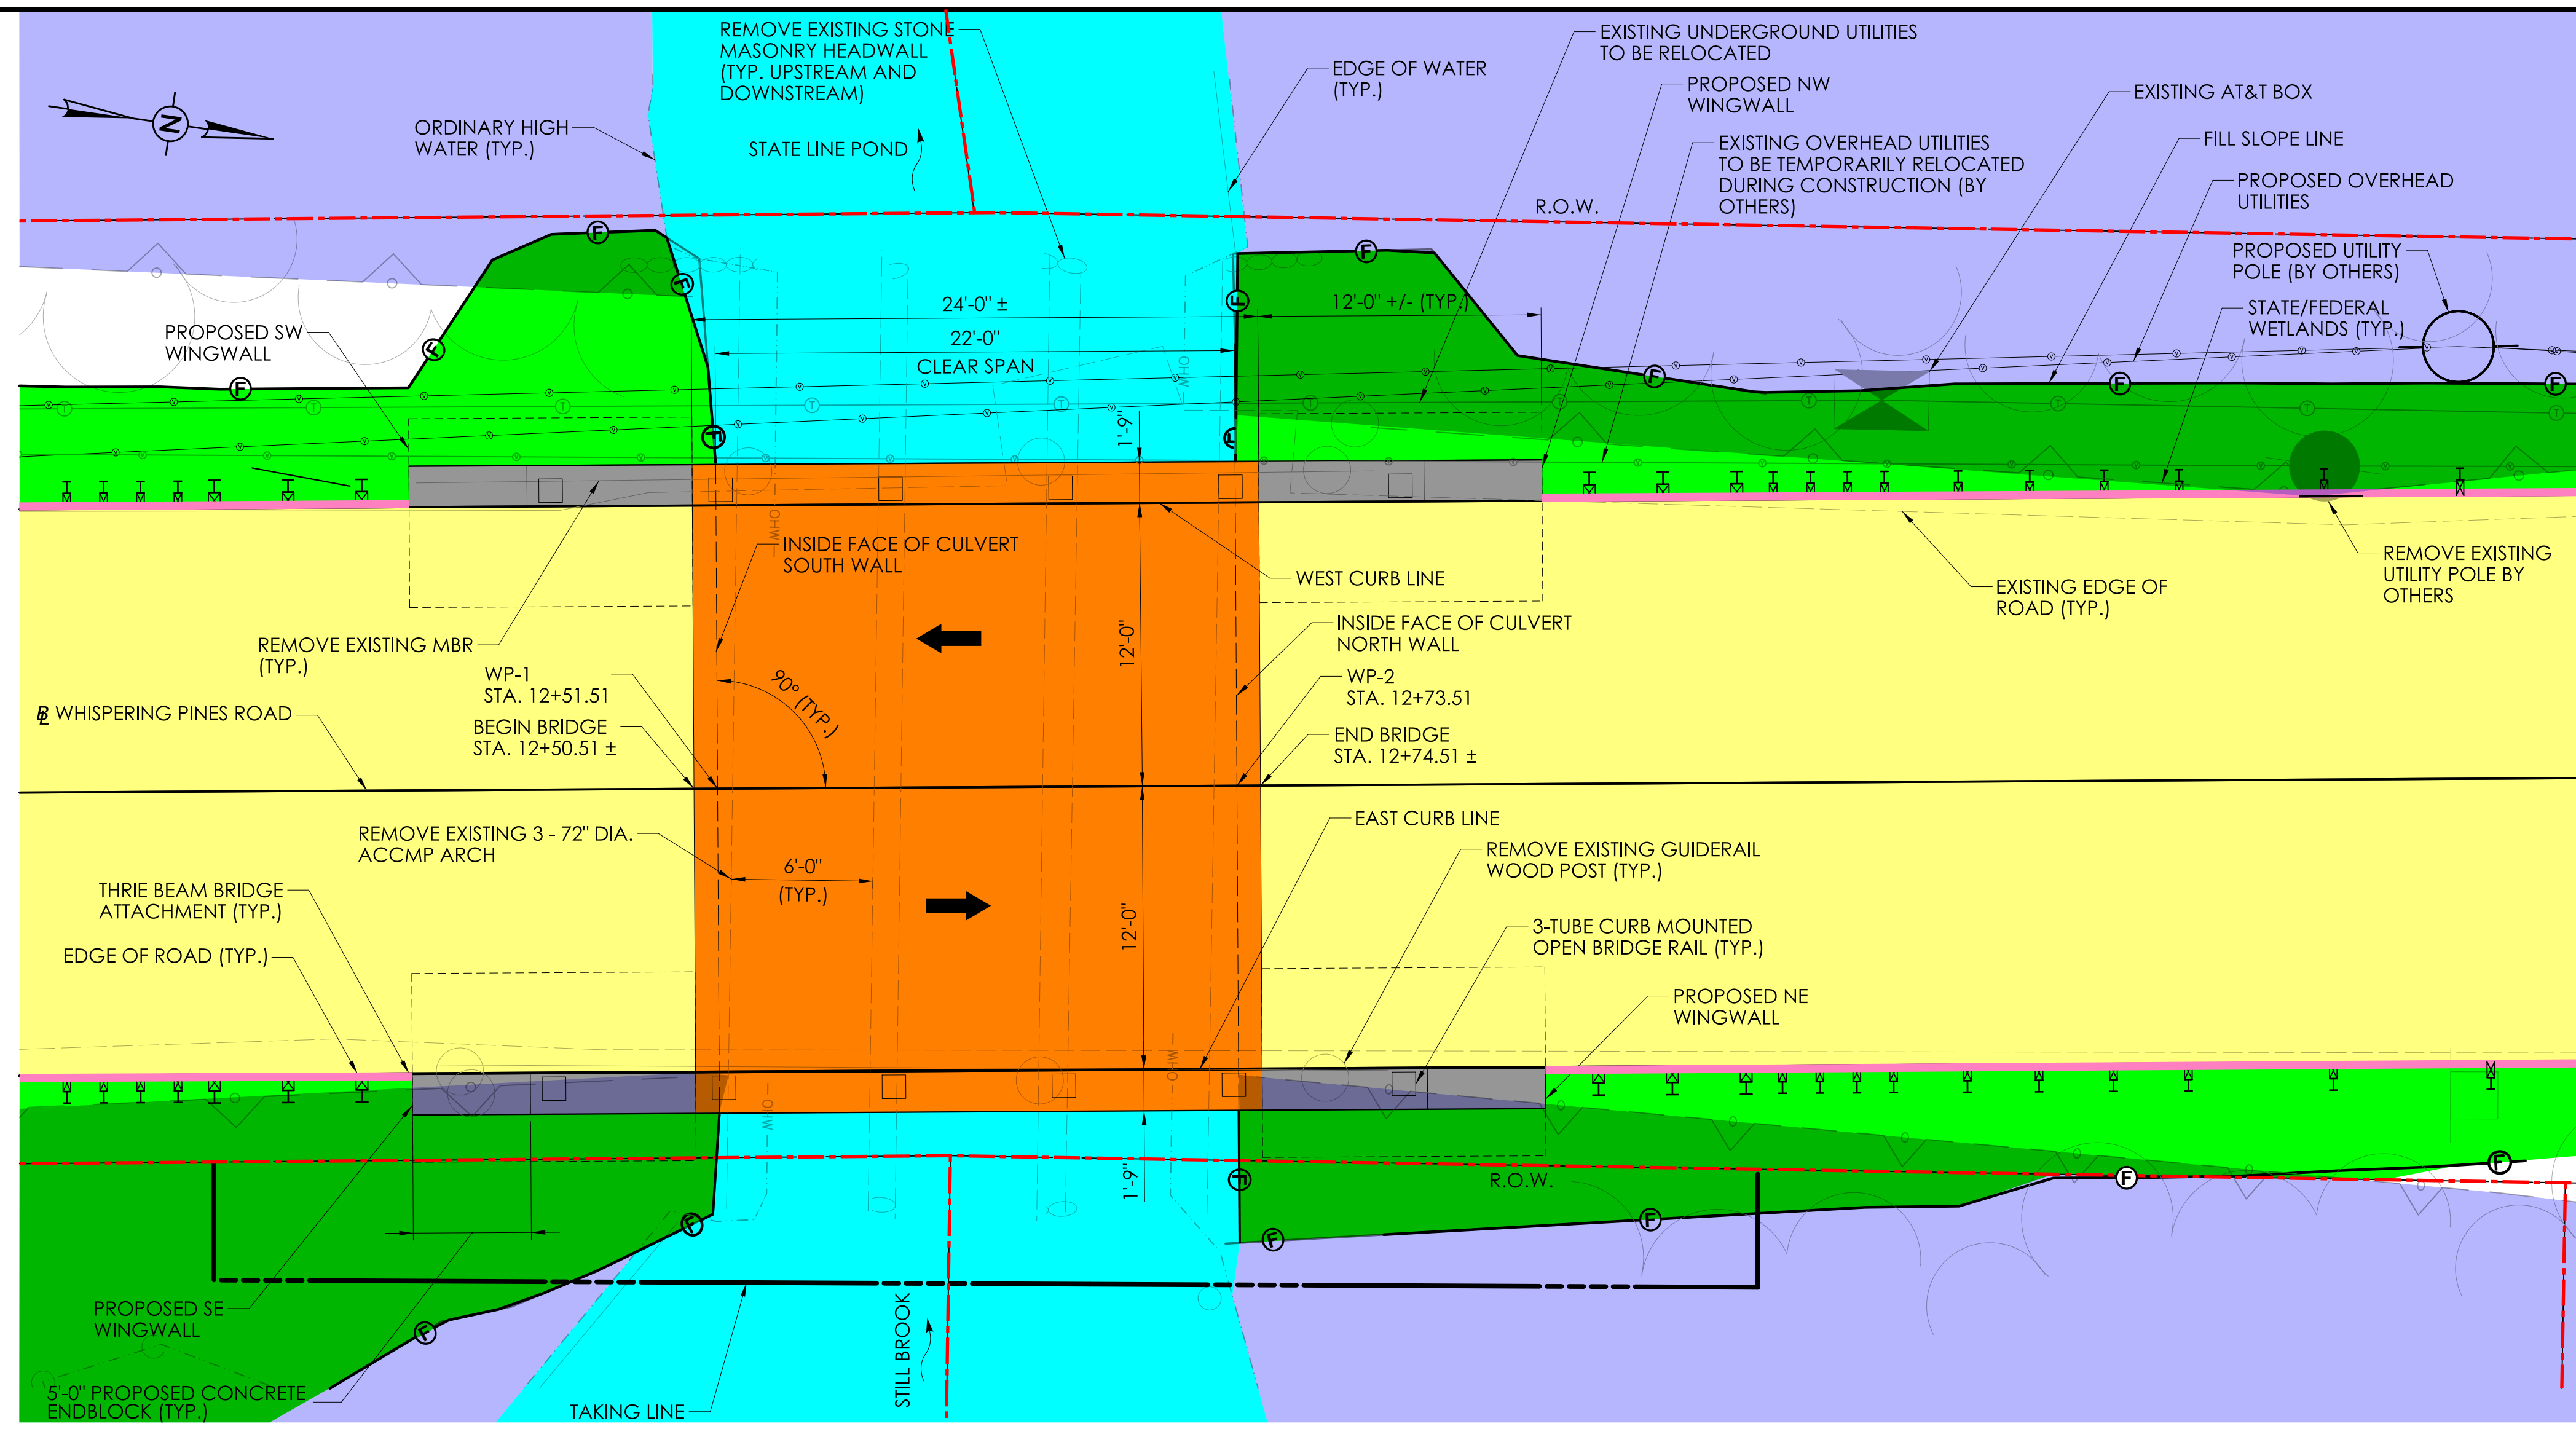 REMOVE EXISTING STONE
MASONRY HEADWALL
(TYP. UPSTREAM AND
DOWNSTREAM)
EXISTING UNDERGROUND UTILITIES
TO BE RELOCATED
EDGE OF WATER
(TYP.)
PROPOSED NW
WINGWALL
EXISTING AT&T BOX
N
ORDINARY HIGH
WATER (TYP.)
STATE LINE POND
EXISTING OVERHEAD UTILITIES
TO BE TEMPORARILY RELOCATED
DURING CONSTRUCTION (BY
OTHERS)
FILL SLOPE LINE
PROPOSED OVERHEAD
UTILITIES
R.O.W.
PROPOSED UTILITY
POLE (BY OTHERS)
STATE/FEDERAL
WETLANDS (TYP.)
F
F
F
F
24'-0" ±
12'-0" +/- (TYP.)
PROPOSED SW
WINGWALL
22'-0"
CLEAR SPAN
OHW
F
F
F
F
F
F
1'-9"
F
F
OHW
INSIDE FACE OF CULVERT
SOUTH WALL
WEST CURB LINE
EXISTING EDGE OF
ROAD (TYP.)
REMOVE EXISTING
UTILITY POLE BY
OTHERS
REMOVE EXISTING MBR
(TYP.)
12'-0"
INSIDE FACE OF CULVERT
NORTH WALL
WP-1
STA. 12+51.51
90° (TYP.)
WP-2
STA. 12+73.51
BL WHISPERING PINES ROAD
BEGIN BRIDGE
STA. 12+50.51 ±
END BRIDGE
STA. 12+74.51 ±
REMOVE EXISTING 3 - 72" DIA.
ACCMP ARCH
6'-0"
(TYP.)
12'-0"
EAST CURB LINE
REMOVE EXISTING GUIDERAIL
WOOD POST (TYP.)
THRIE BEAM BRIDGE
ATTACHMENT (TYP.)
EDGE OF ROAD (TYP.)
3-TUBE CURB MOUNTED
OPEN BRIDGE RAIL (TYP.)
PROPOSED NE
WINGWALL
OHW
OHW
1'-9"
R.O.W.
F
F
F
F
F
F
F
PROPOSED SE
WINGWALL
STILL BROOK
5'-0" PROPOSED CONCRETE
ENDBLOCK (TYP.)
TAKING LINE